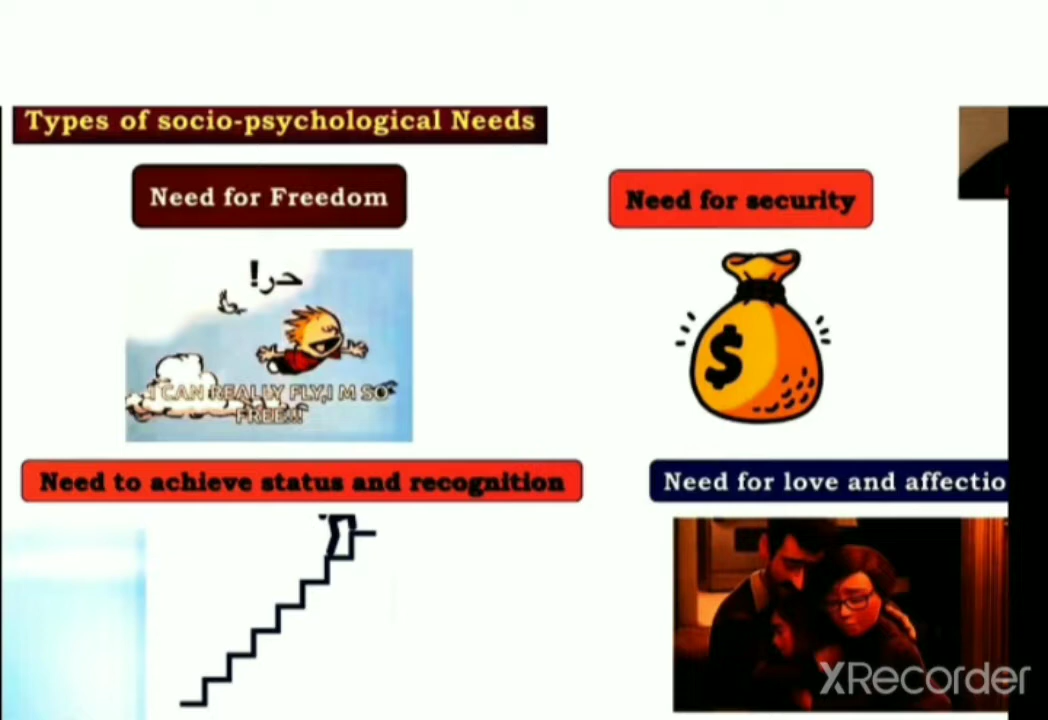 Types of socio-psychological Needs
Need for Freedom
Need for security
حر!
I CAN REALLY FLY,I M SO
FREE!!!
$
Need to achieve status and recognition
Need for love and affectio
XRecorder